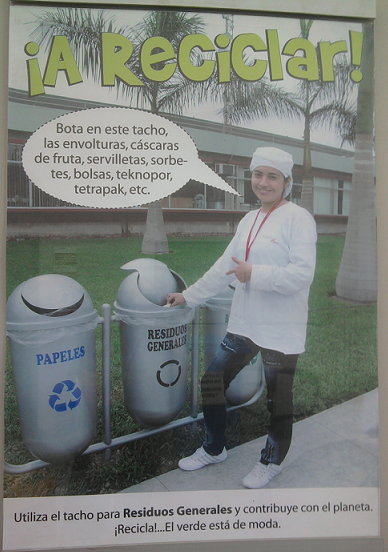 ¡A Reciclar!
Bota en este tacho,
las envolturas, cáscaras
de fruta, servilletas, sorbe-
tes, bolsas, teknopor,
tetrapak, etc.
PAPELES
RESIDUOS
GENERALES
Utiliza el tacho para Residuos Generales y contribuye con el planeta.
¡Recicla!...El verde está de moda.